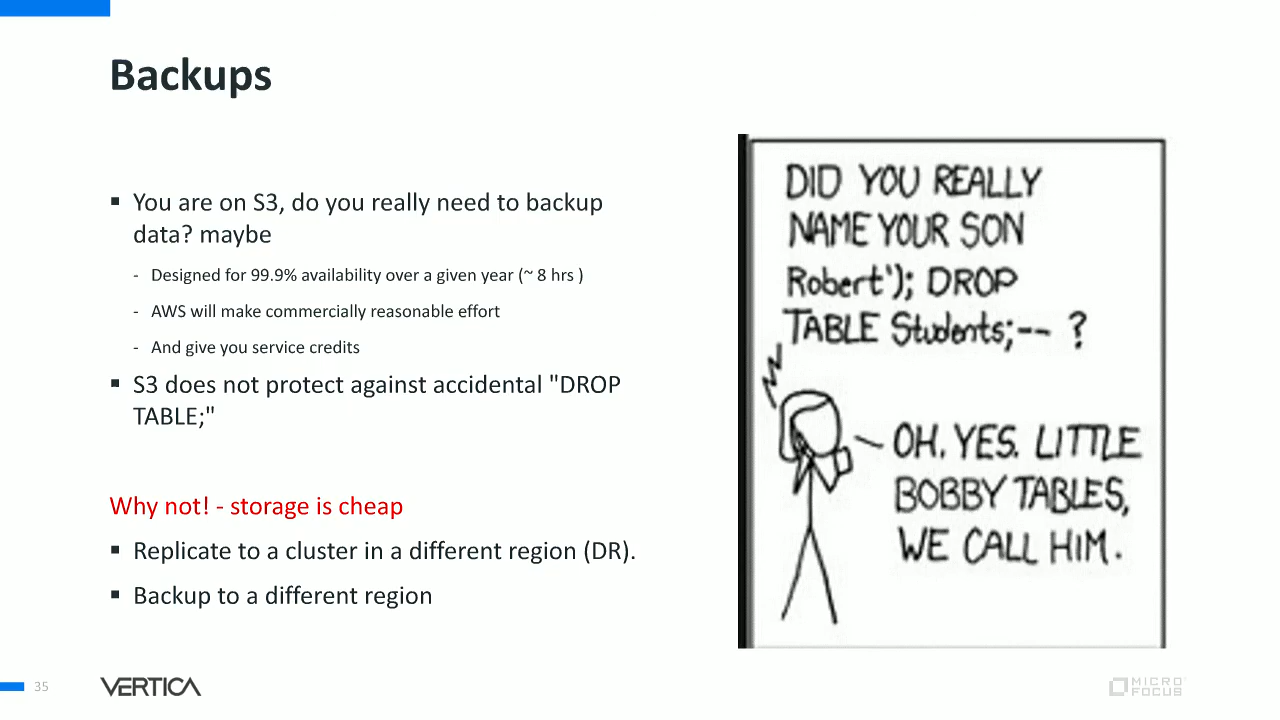 Backups
▪ You are on S3, do you really need to backup
data? maybe
- Designed for 99.9% availability over a given year (~ 8 hrs )
- AWS will make commercially reasonable effort
- And give you service credits
▪ S3 does not protect against accidental "DROP
TABLE;"
Why not! - storage is cheap
▪ Replicate to a cluster in a different region (DR).
▪ Backup to a different region
DID YOU REALLY
NAME YOUR SON
Robert'); DROP
TABLE Students;-- ?
OH. YES. LITTLE
BOBBY TABLES,
WE CALL HIM.
35
VERTICA
MICRO
FOCUS